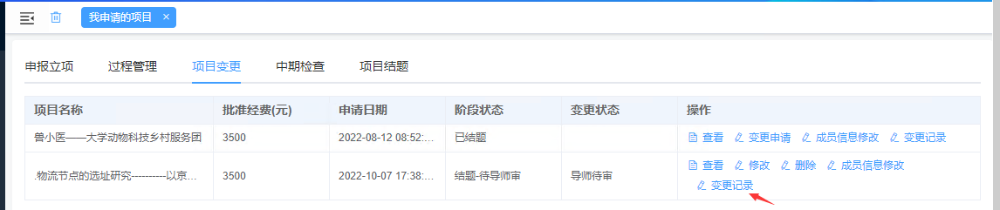 我申请的项目 ×
申报立项 过程管理 项目变更 中期检查 项目结题
项目名称 批准经费(元) 申请日期 阶段状态 变更状态 操作
兽小医——大学动物科技乡村服务团 3500 2022-08-12 08:52:... 已结题 查看 变更申请 成员信息修改 变更记录
.物流节点的选址研究----------以京... 3500 2022-10-07 17:38:... 结题-待导师审 导师待审 查看 修改 删除 成员信息修改
变更记录